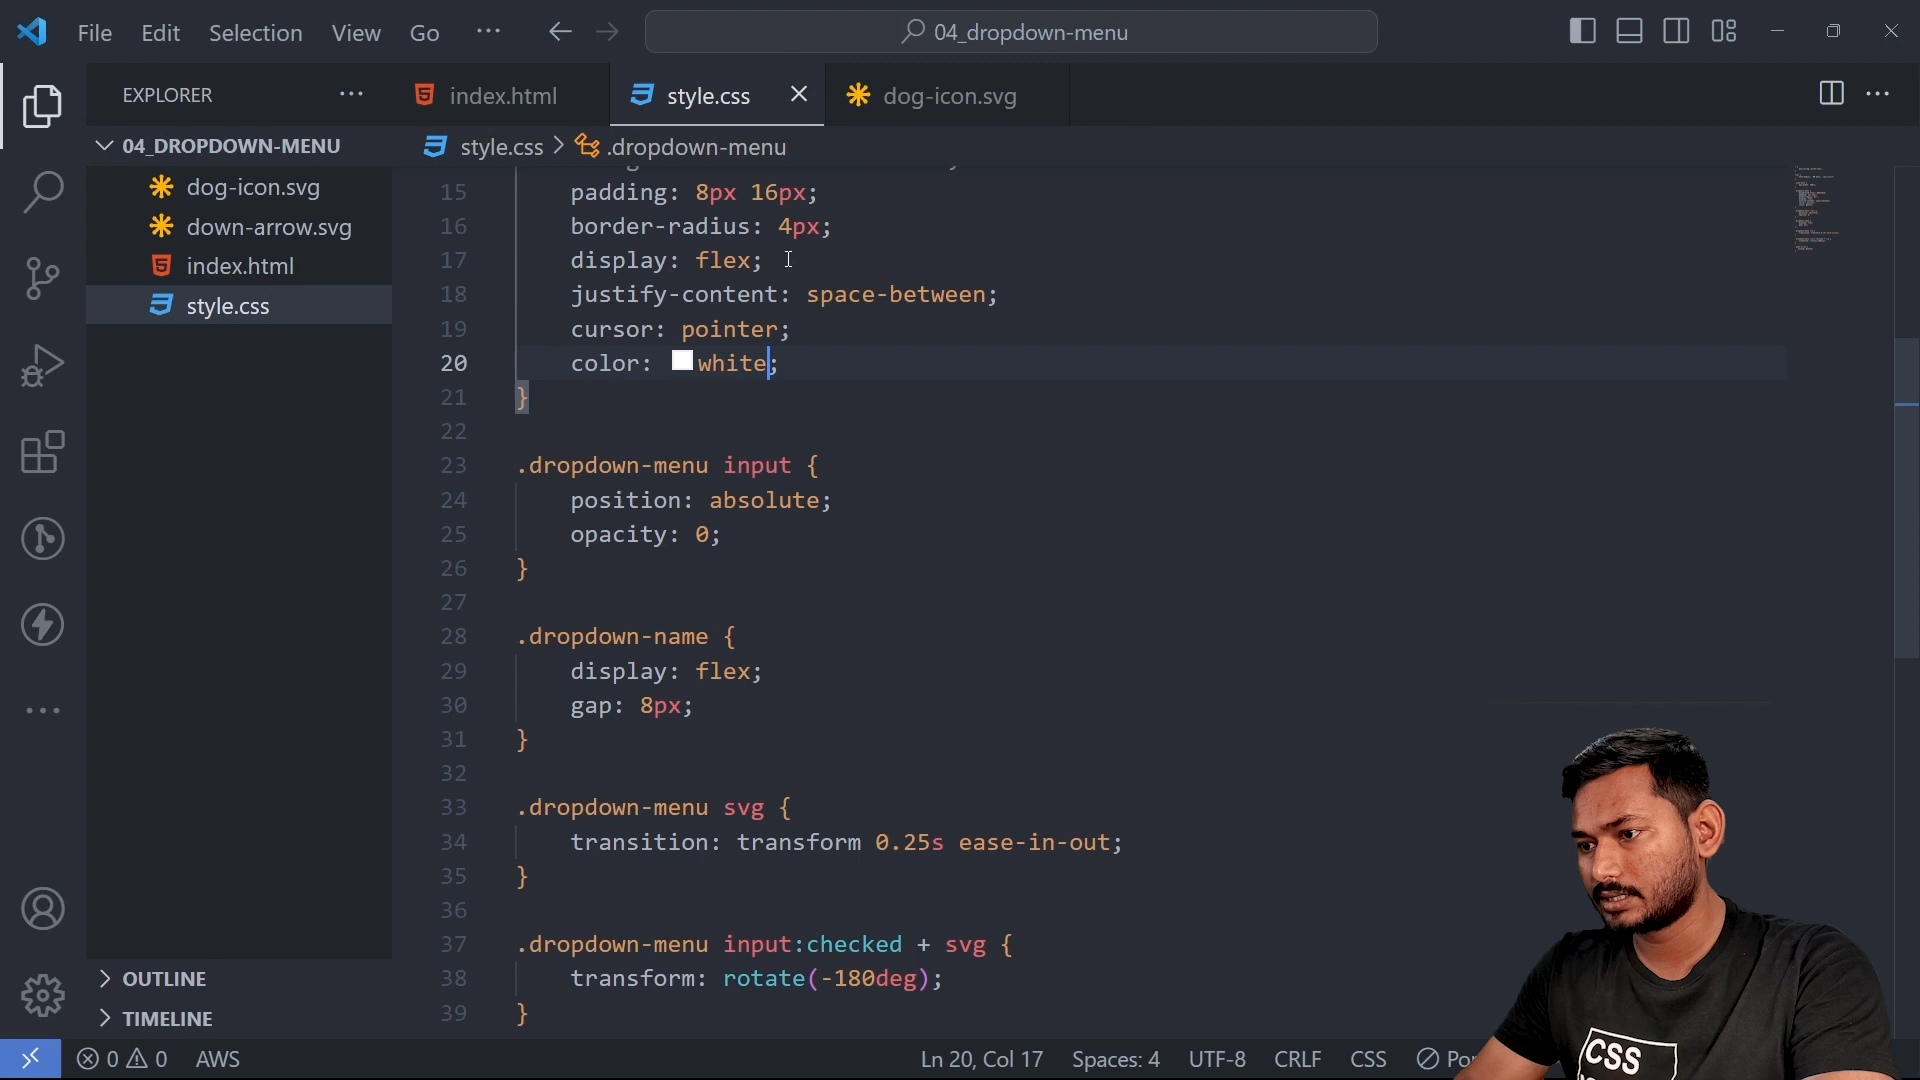 File Edit Selection View Go ···
04_dropdown-menu
EXPLORER
index.html
style.css
dog-icon.svg
04_DROPDOWN-MENU
dog-icon.svg
down-arrow.svg
index.html
style.css
OUTLINE
TIMELINE
style.css > .dropdown-menu
15 padding: 8px 16px;
16 border-radius: 4px;
17 display: flex;
18 justify-content: space-between;
19 cursor: pointer;
20 color: white;
21 }
22
23 .dropdown-menu input {
24 position: absolute;
25 opacity: 0;
26 }
27
28 .dropdown-name {
29 display: flex;
30 gap: 8px;
31 }
32
33 .dropdown-menu svg {
34 transition: transform 0.25s ease-in-out;
35 }
36
37 .dropdown-menu input:checked + svg {
38 transform: rotate(-180deg);
39 }
0 0 AWS
Ln 20, Col 17 Spaces: 4 UTF-8 CRLF CSS
CSS